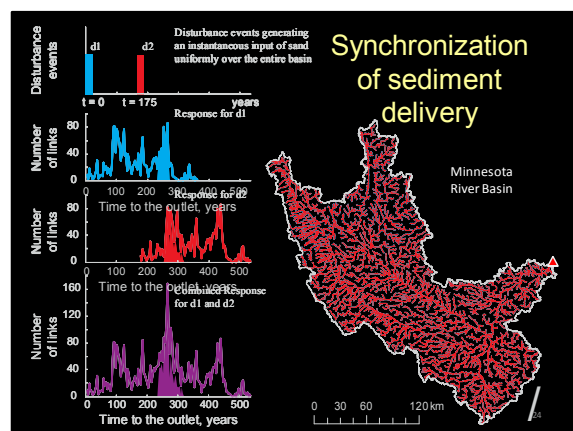 Synchronization
of sediment
delivery
Disturbance
events
d1
d2
Disturbance events generating
an instantaneous input of sand
uniformly over the entire basin
t = 0
t = 175
years
Number
of links
Response for d1
80
40
0
0 100 200 300 400 500
Time to the outlet, years
Number
of links
Response for d2
80
40
0
0 100 200 300 400 500
Time to the outlet, years
Number
of links
Combined Response
for d1 and d2
160
120
80
40
0
0 100 200 300 400 500
Time to the outlet, years
Minnesota
River Basin
0 30 60 120 km
24